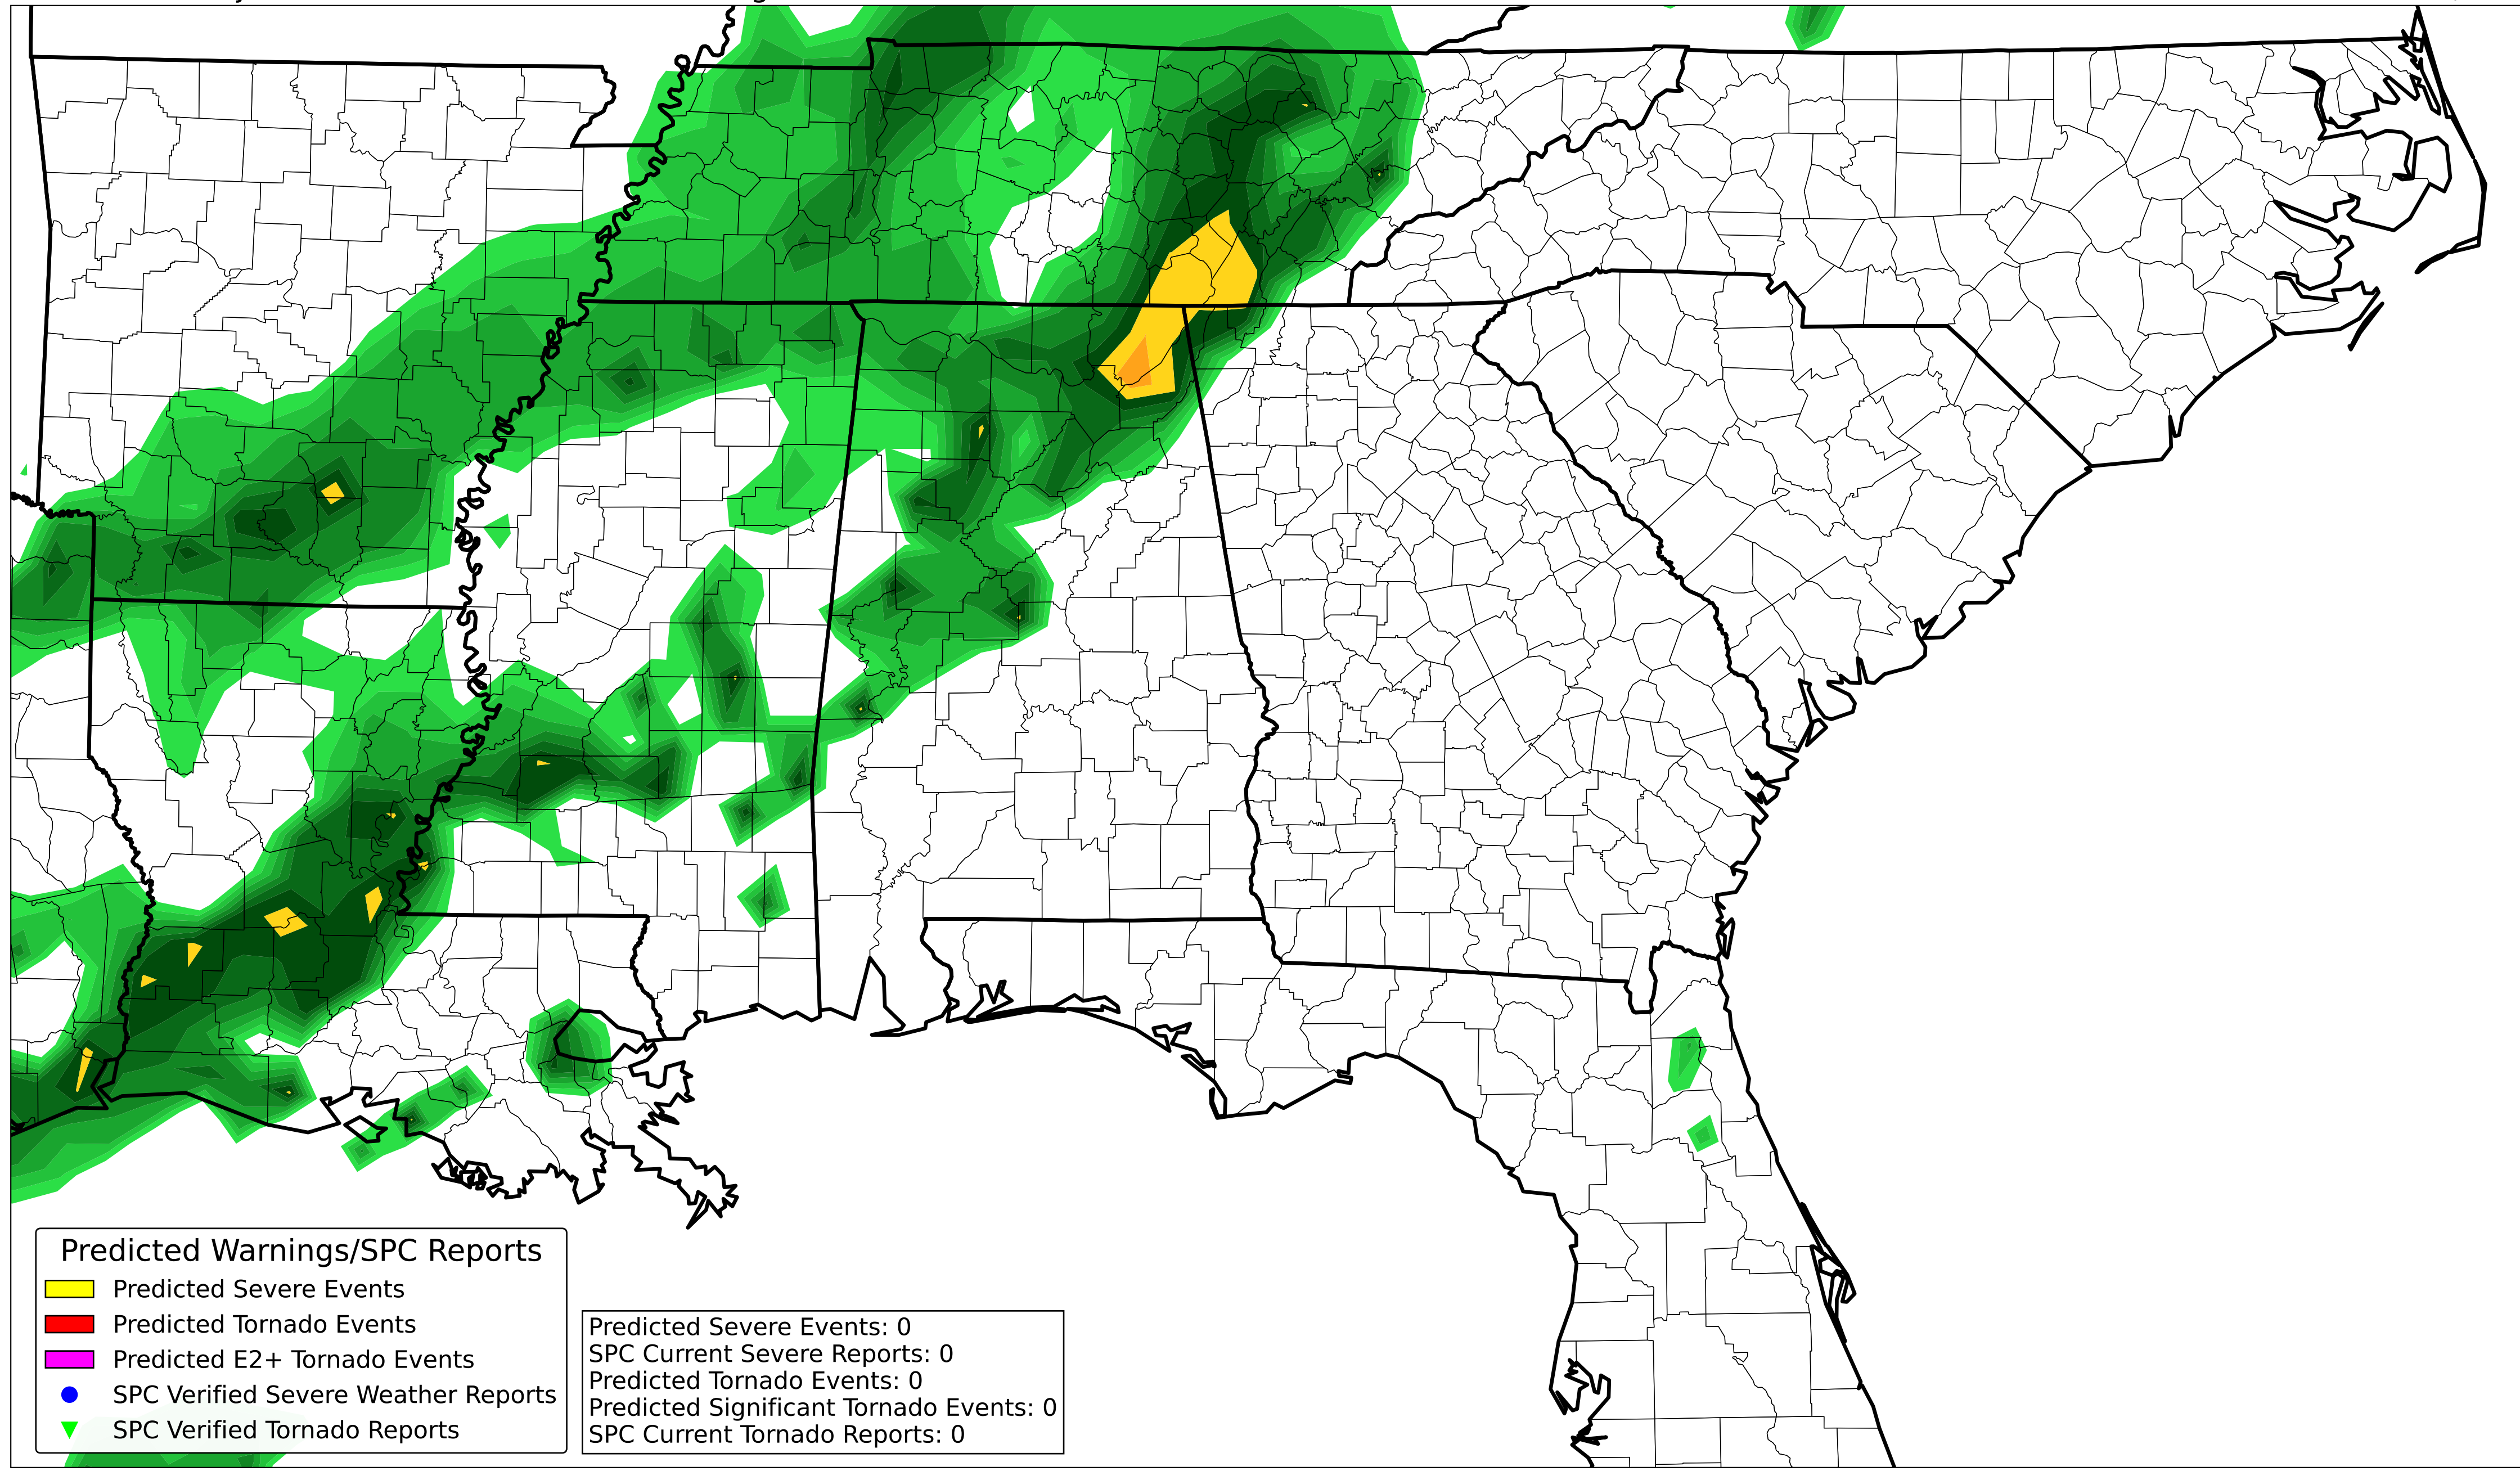 Predicted Warnings/SPC Reports
Predicted Severe Events
Predicted Tornado Events
Predicted E2+ Tornado Events
SPC Verified Severe Weather Reports
SPC Verified Tornado Reports
Predicted Severe Events: 0
SPC Current Severe Reports: 0
Predicted Tornado Events: 0
Predicted Significant Tornado Events: 0
SPC Current Tornado Reports: 0